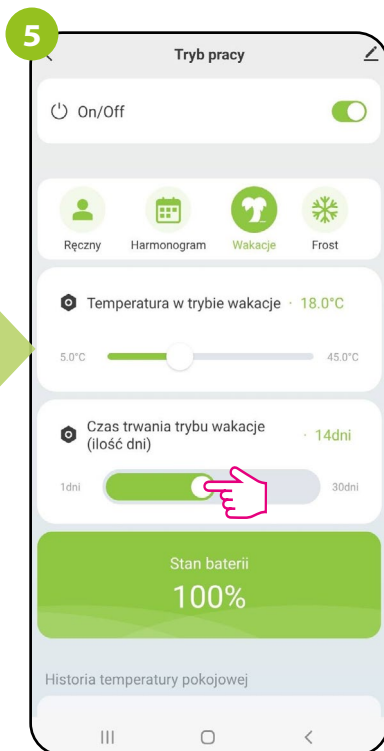 5
Tryb pracy
On/Off
Ręczny Harmonogram Wakacje Frost
Temperatura w trybie wakacje · 18.0°C
5.0°C 45.0°C
Czas trwania trybu wakacje
(ilość dni) · 14dni
1dni 30dni
Stan baterii
100%
Historia temperatury pokojowej